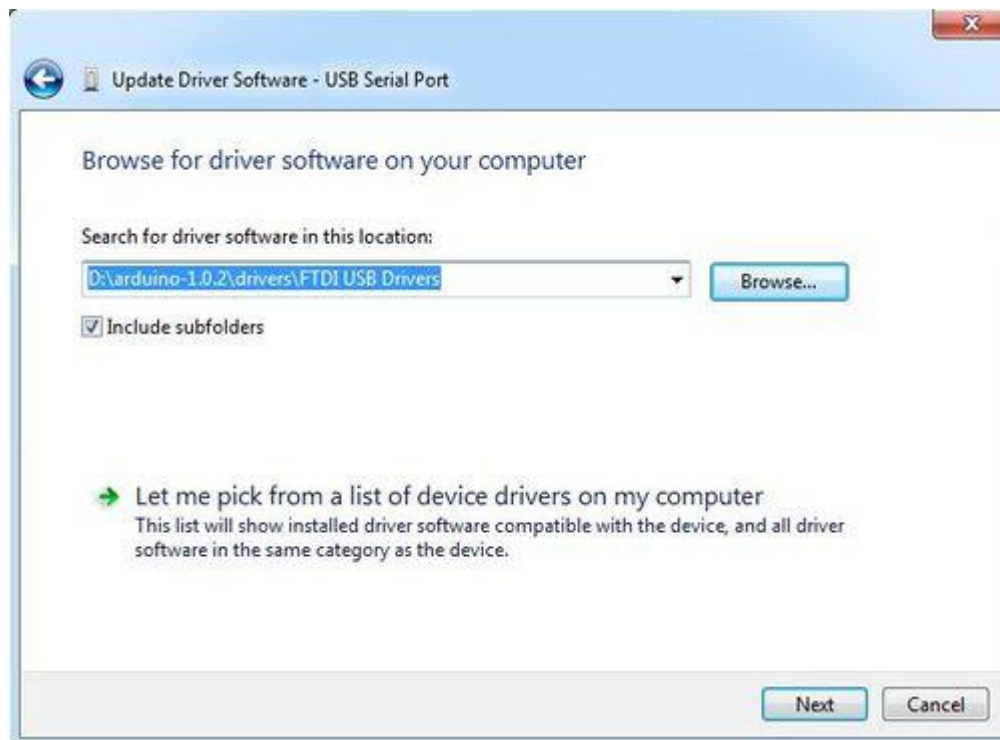 Update Driver Software - USB Serial Port
Browse for driver software on your computer
Search for driver software in this location:
D:\arduino-1.0.2\drivers\FTDI USB Drivers
Browse...
Include subfolders
Let me pick from a list of device drivers on my computer
This list will show installed driver software compatible with the device, and all driver
software in the same category as the device.
Next
Cancel